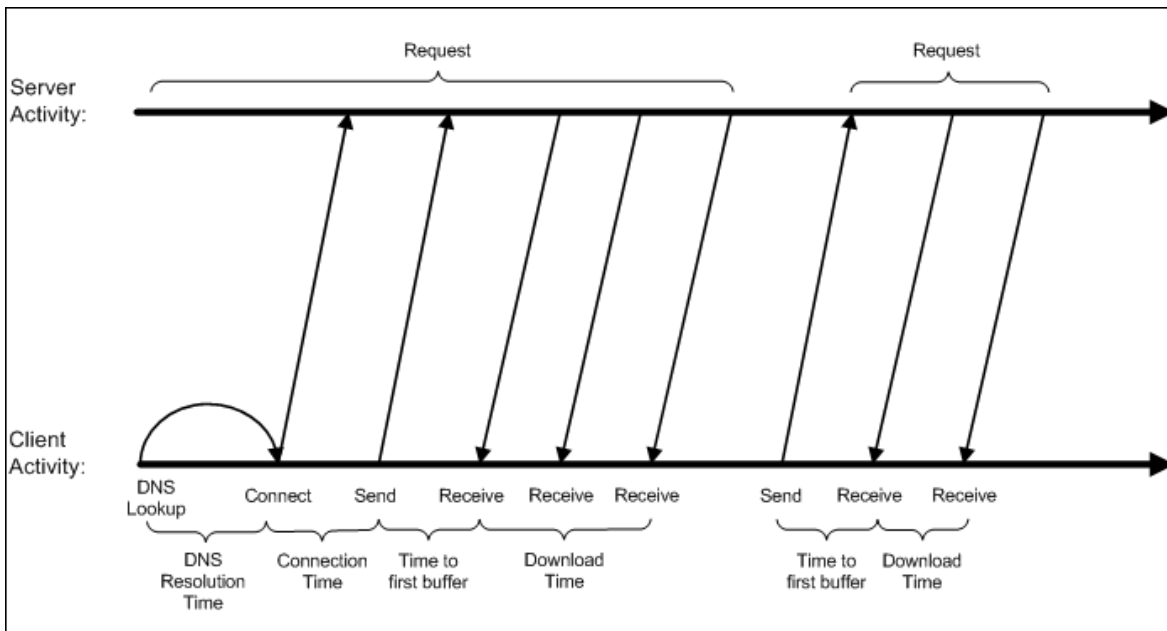 Request
Request
Server
Activity:
Client
Activity:
DNS
Lookup
Connect
Send
Receive
Receive
Receive
Send
Receive
Receive
DNS
Resolution
Time
Connection
Time
Time to
first buffer
Download
Time
Time to
first buffer
Download
Time